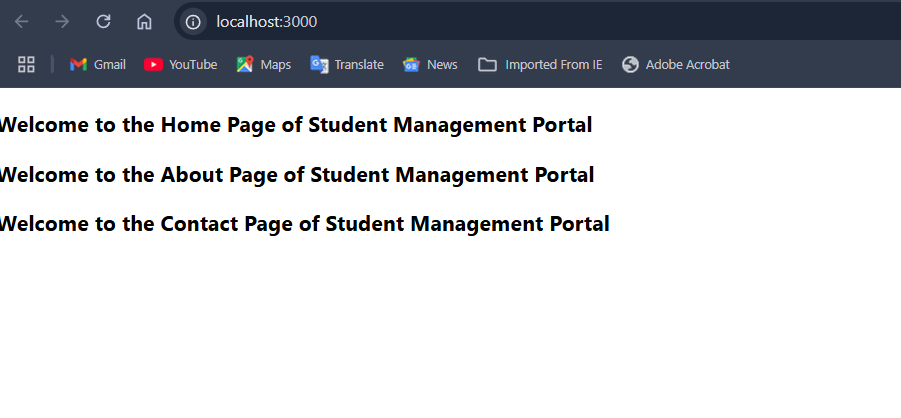 localhost:3000
Gmail YouTube Maps Translate News Imported From IE Adobe Acrobat
Welcome to the Home Page of Student Management Portal
Welcome to the About Page of Student Management Portal
Welcome to the Contact Page of Student Management Portal